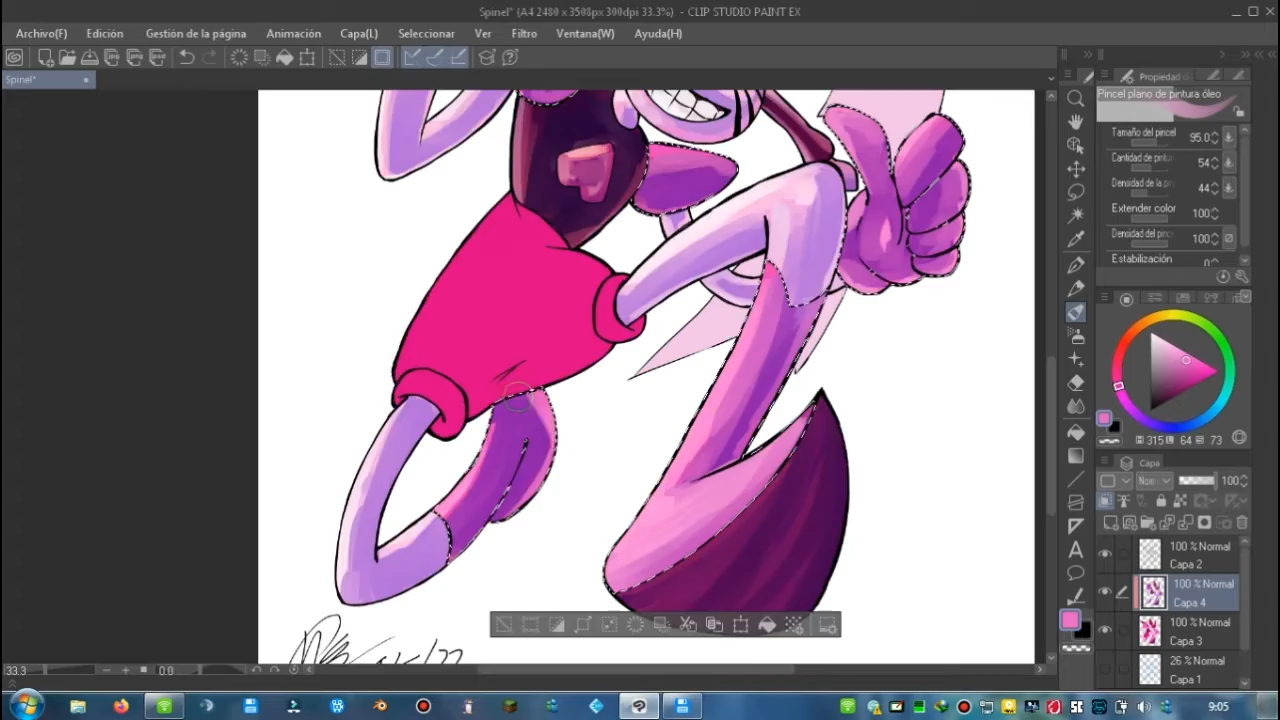 Spinel* (A4 2480 x 3508px 300dpi 33.3%) - CLIP STUDIO PAINT EX
Archivo(F) Edición Gestión de la página Animación Capa(L) Seleccionar Ver Filtro Ventana(W) Ayuda(H)
Spinel*
Propiedad
Pincel plano de pintura óleo
Tamaño del pincel 95.0
Cantidad de pintu 54
Densidad de la pi 44
Extender color 100
Densidad del pinc 100
Estabilización 0
315 64 73
Capa
100
100 % Normal
Capa 2
100 % Normal
Capa 4
100 % Normal
Capa 3
26 % Normal
Capa 1
33.3 0.0
9:05